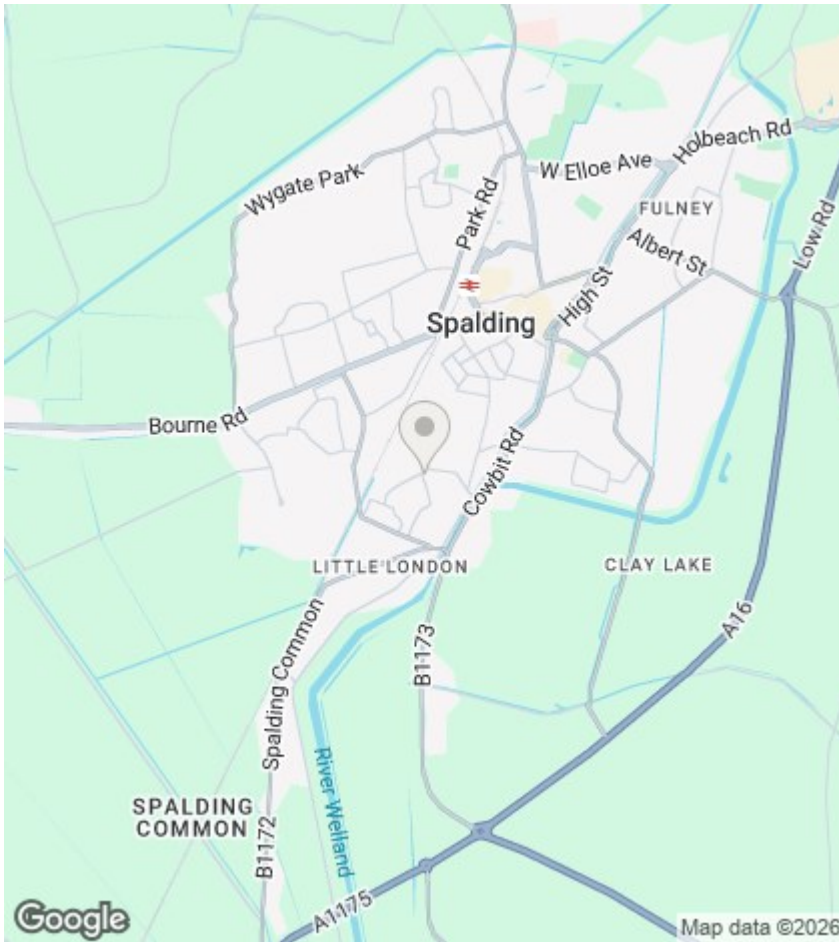 Holbeach Rd
W Elloe Ave
Wygate Park
Park Rd
FULNEY
Low Rd
Albert St
High St
Spalding
Bourne Rd
Cowbit Rd
LITTLE LONDON
CLAY LAKE
A16
B1173
Spalding Common
River Welland
SPALDING
COMMON
B1172
A1175
Google
Map data ©2026